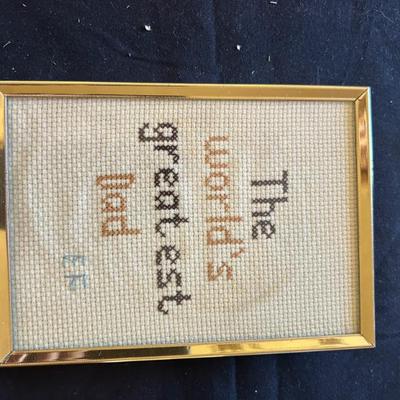 The
world's
greatest
Dad